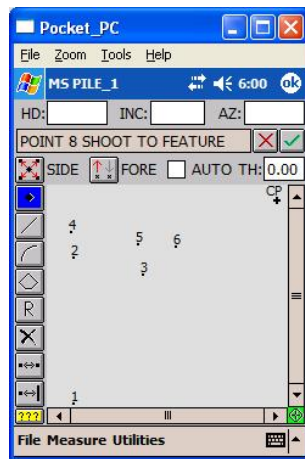 Pocket_PC
File Zoom Tools Help
MS PILE_1 6:00 ok
HD: INC: AZ:
POINT 8 SHOOT TO FEATURE
SIDE FORE AUTO TH: 0.00
CP
4
5 6
2
3
R
1
???
File Measure Utilities